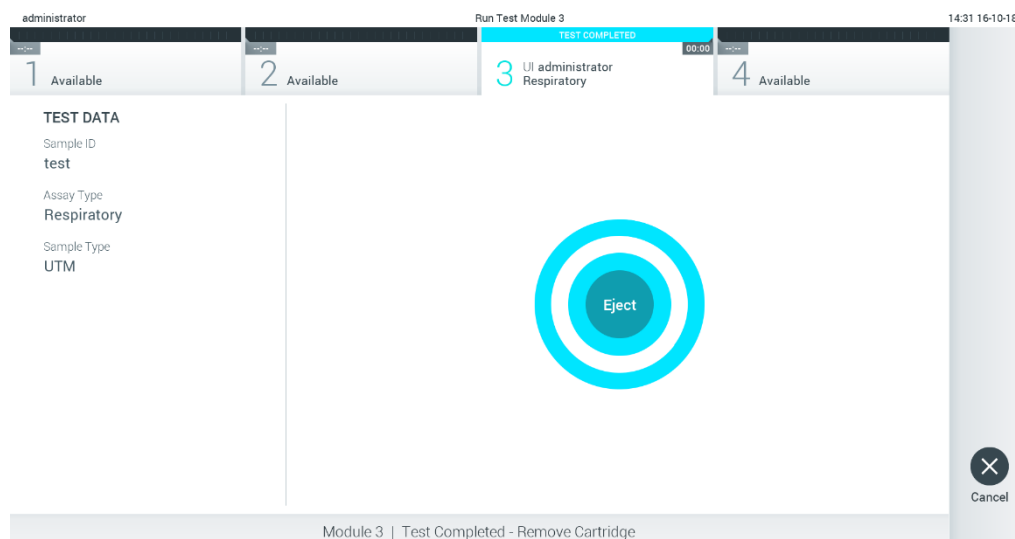 administrator
Run Test Module 3
14:31 16-10-18
TEST COMPLETED
--:--
--:--
00:00
--:--
1 Available
2 Available
3 UI administrator
Respiratory
4 Available
TEST DATA
Sample ID
test
Assay Type
Respiratory
Sample Type
UTM
Eject
Cancel
Module 3 | Test Completed - Remove Cartridge